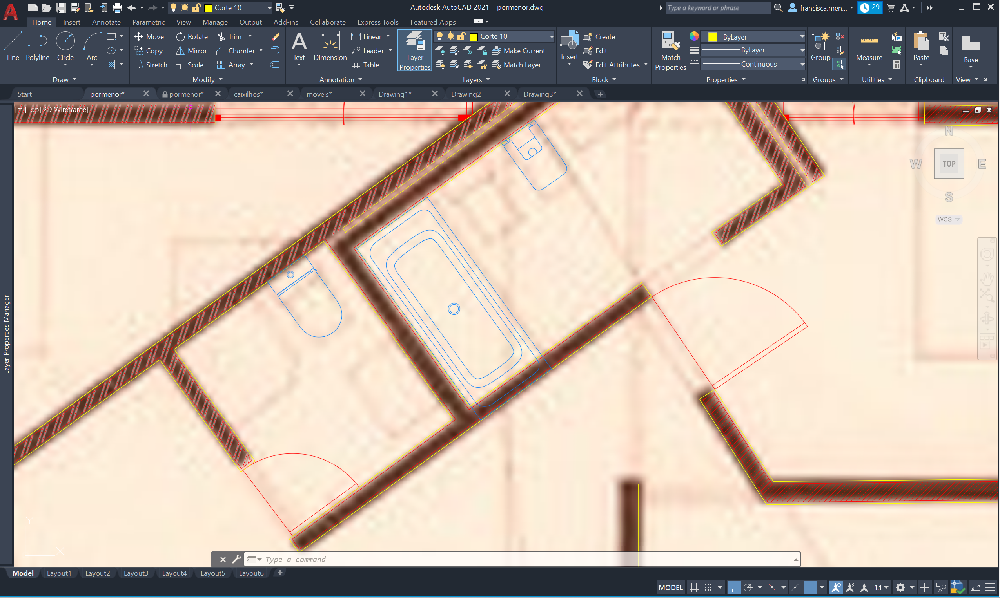 Corte 10
Autodesk AutoCAD 2021 pormenor.dwg
Type a keyword or phrase
francisca.men...
29
Home Insert Annotate Parametric View Manage Output Add-ins Collaborate Express Tools Featured Apps
Line Polyline Circle Arc
Draw
Move Rotate Trim
Copy Mirror Chamfer
Stretch Scale Array
Modify
Text Dimension
Linear
Leader
Table
Annotation
Layer
Properties
Corte 10
Make Current
Match Layer
Layers
Insert
Create
Edit
Edit Attributes
Block
Match
Properties
ByLayer
ByLayer
Continuous
Properties
Group
Groups
Measure
Utilities
Paste
Clipboard
Base
View
Start pormenor* pormenor* caixilhos* moveis* Drawing1* Drawing2 Drawing3*
[−][Top][2D Wireframe]
N
W TOP E
S
WCS
Layer Properties Manager
Y
X
Type a command
Model Layout1 Layout2 Layout3 Layout4 Layout5 Layout6
MODEL 1:1